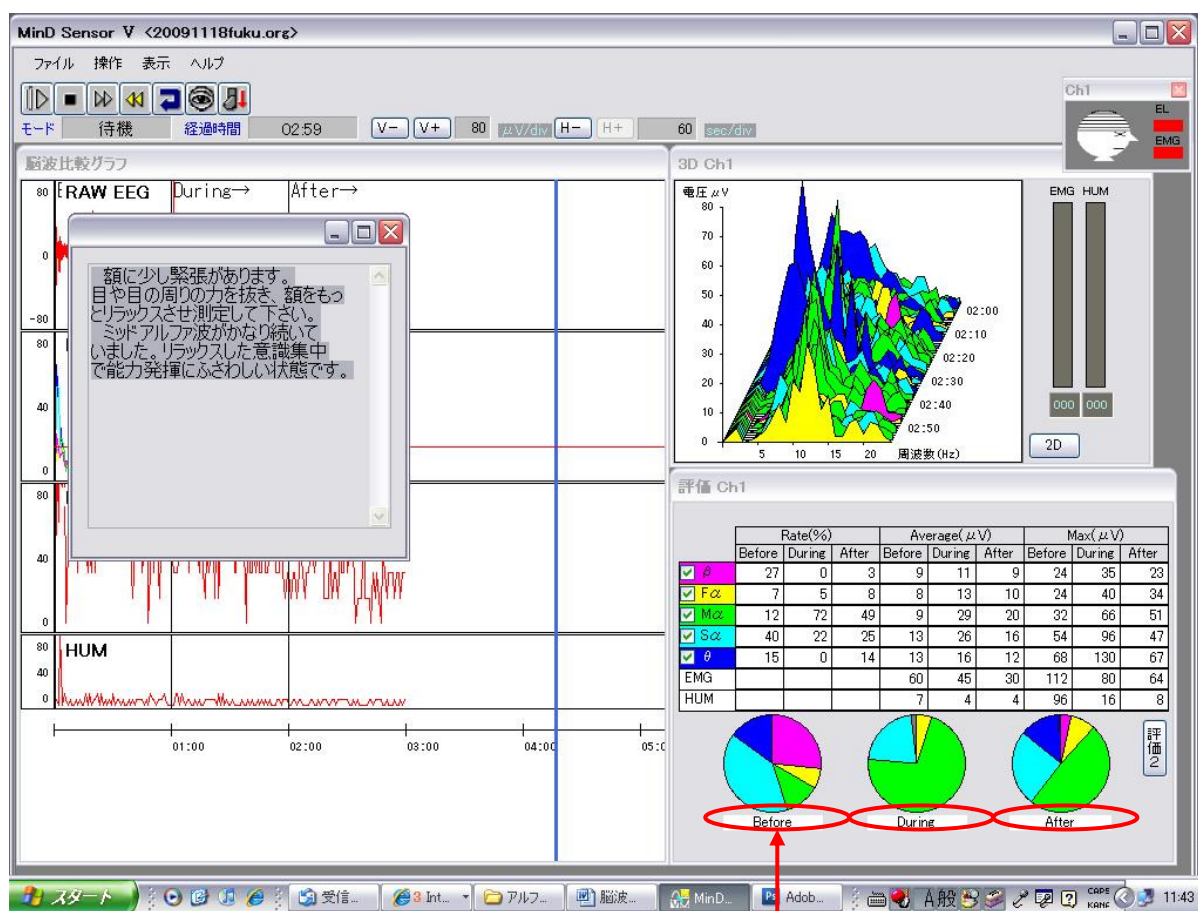 MinD Sensor V <20091118fuku.org>
ファイル 操作 表示 ヘルプ
モード 待機 経過時間 02:59 V- V+ 80 μV/div H- H+ 60 sec/div
Ch1
EL
EMG
脳波比較グラフ
RAW EEG During→ After→
80
0
-80
80
40
0
80
40
0
80 HUM
40
0
01:00 02:00 03:00 04:00
額に少し緊張があります。
目や目の周りの力を抜き、額をもっ
とリラックスさせ測定して下さい。
ミッドアルファ波がかなり続いて
いました。リラックスした意識集中
で能力発揮にふさわしい状態です。
3D Ch1
電圧 μV
80
70
60
50
40
30
20
10
0
5 10 15 20 周波数(Hz)
02:00
02:10
02:20
02:30
02:40
02:50
EMG HUM
000 000
2D
評価 Ch1
Rate(%) Average(μV) Max(μV)
Before During After Before During After Before During After
β 27 0 3 9 11 9 24 35 23
Fα 7 5 8 8 13 10 24 40 34
Mα 12 72 49 9 29 20 32 66 51
Sα 40 22 25 13 26 16 54 96 47
θ 15 0 14 13 16 12 68 130 67
EMG 60 45 30 112 80 64
HUM 7 4 4 96 16 8
評価2
Before During After
スタート 受信... 3 Int... アルフ... 脳波... MinD... Ps Adob... A般 CAPS KANE 11:43